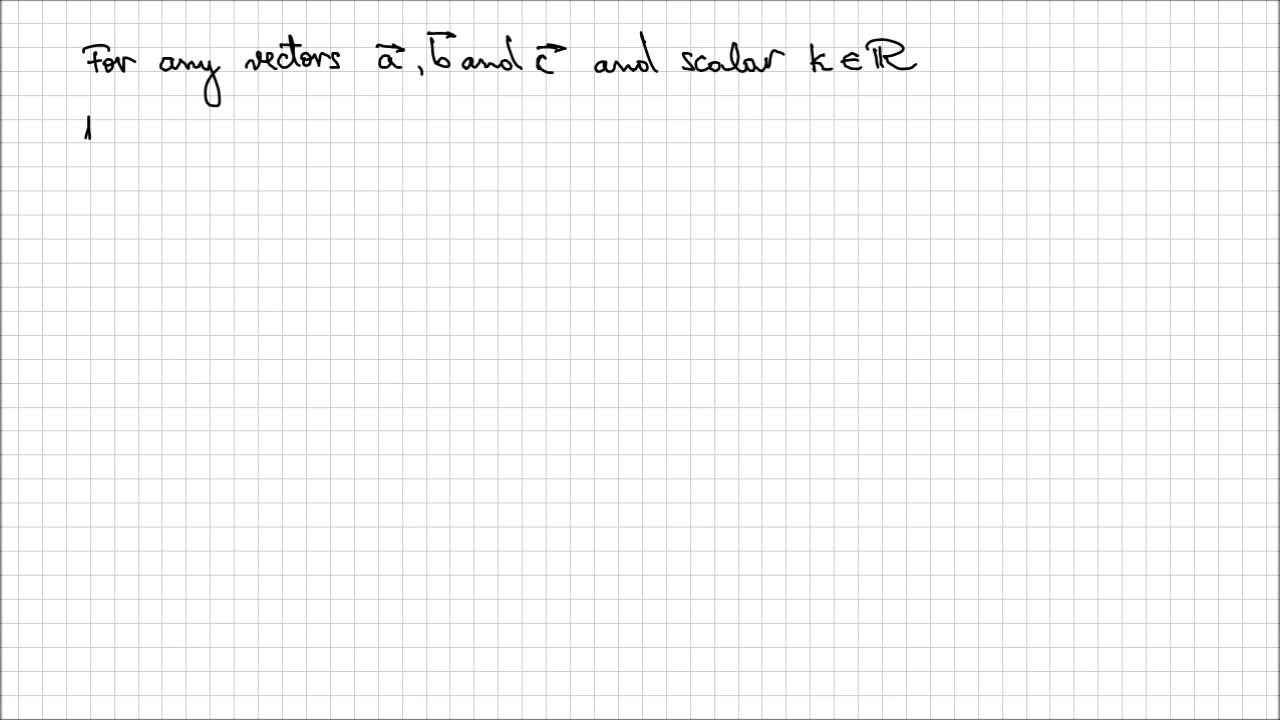 For any vectors a⃗, b⃗ and c⃗ and scalar k ∈ ℝ
1